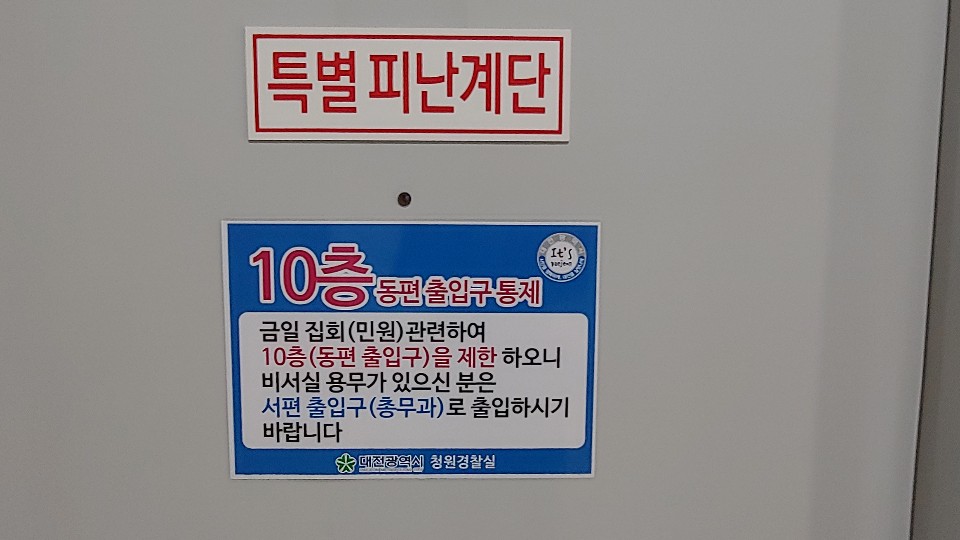 특별 피난계단
10층 동편 출입구 통제
It's
금일 집회(민원)관련하여
10층(동편 출입구)을 제한 하오니
비서실 용무가 있으신 분은
서편 출입구(총무과)로 출입하시기
바랍니다
대전광역시 청원경찰실